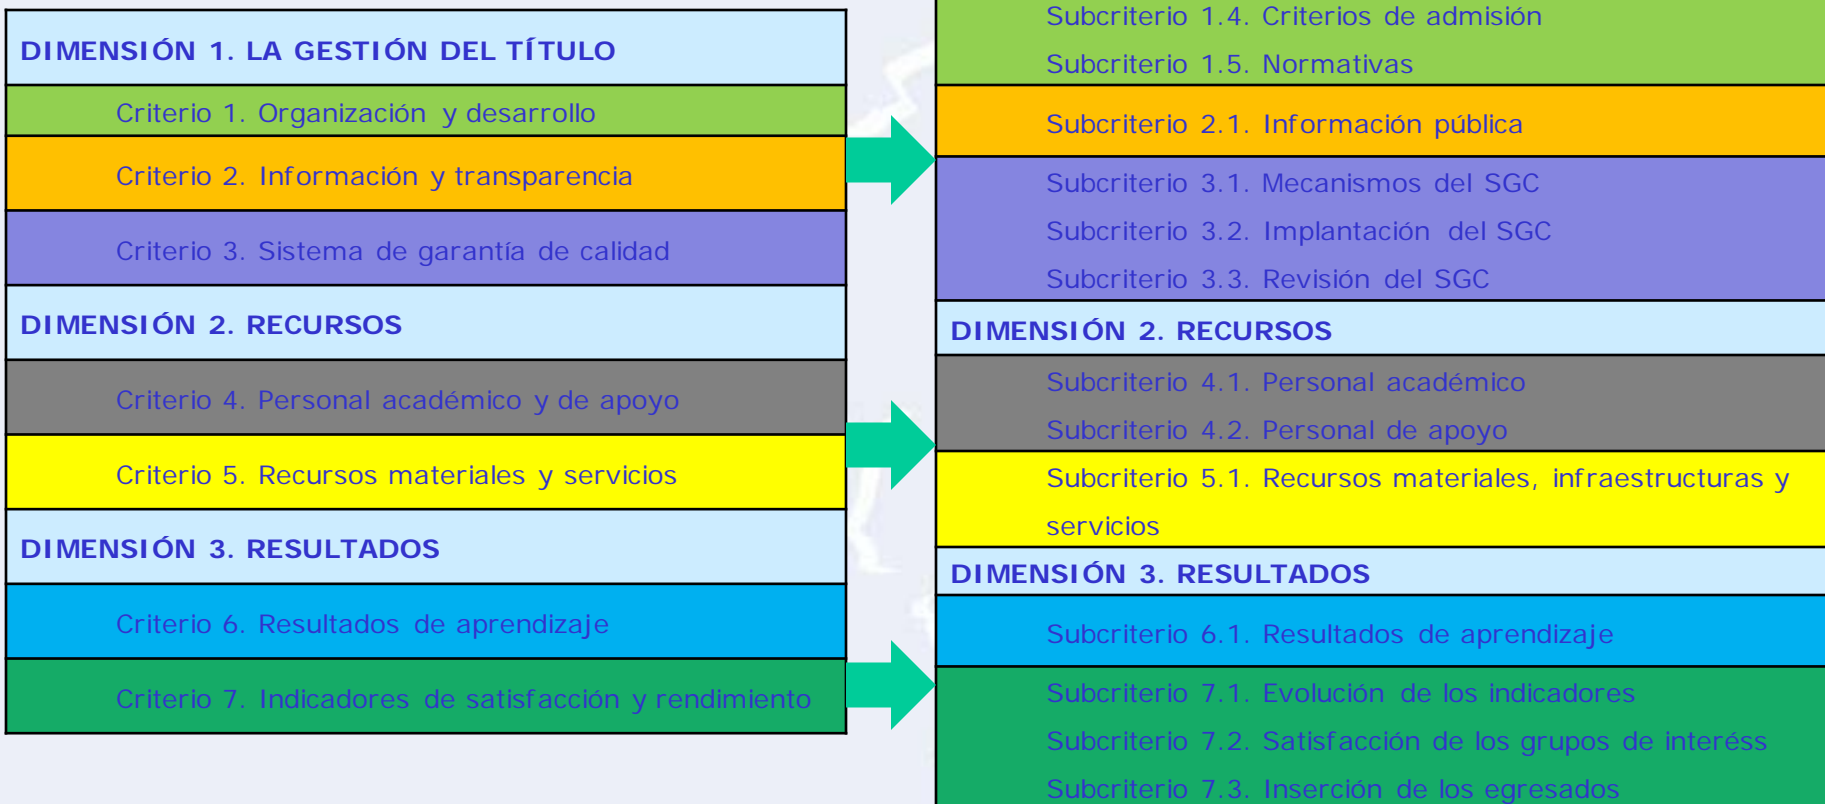 DIMENSIÓN 1. LA GESTIÓN DEL TÍTULO
Criterio 1. Organización y desarrollo
Criterio 2. Información y transparencia
Criterio 3. Sistema de garantía de calidad
DIMENSIÓN 2. RECURSOS
Criterio 4. Personal académico y de apoyo
Criterio 5. Recursos materiales y servicios
DIMENSIÓN 3. RESULTADOS
Criterio 6. Resultados de aprendizaje
Criterio 7. Indicadores de satisfacción y rendimiento
Subcriterio 1.4. Criterios de admisión
Subcriterio 1.5. Normativas
Subcriterio 2.1. Información pública
Subcriterio 3.1. Mecanismos del SGC
Subcriterio 3.2. Implantación del SGC
Subcriterio 3.3. Revisión del SGC
DIMENSIÓN 2. RECURSOS
Subcriterio 4.1. Personal académico
Subcriterio 4.2. Personal de apoyo
Subcriterio 5.1. Recursos materiales, infraestructuras y
servicios
DIMENSIÓN 3. RESULTADOS
Subcriterio 6.1. Resultados de aprendizaje
Subcriterio 7.1. Evolución de los indicadores
Subcriterio 7.2. Satisfacción de los grupos de interéss
Subcriterio 7.3. Inserción de los egresados